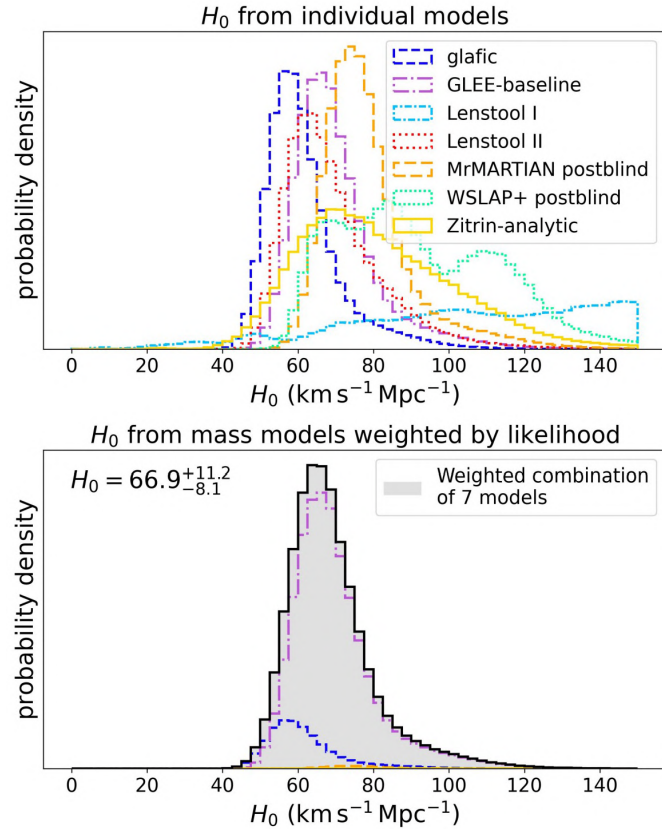 H₀ from individual models
probability density
glafic
GLEE-baseline
Lenstool I
Lenstool II
MrMARTIAN postblind
WSLAP+ postblind
Zitrin-analytic
0 20 40 60 80 100 120 140
H₀ (km s⁻¹ Mpc⁻¹)
H₀ from mass models weighted by likelihood
probability density
H₀ = 66.9⁺¹¹·²₋₈.₁
Weighted combination
of 7 models
0 20 40 60 80 100 120 140
H₀ (km s⁻¹ Mpc⁻¹)